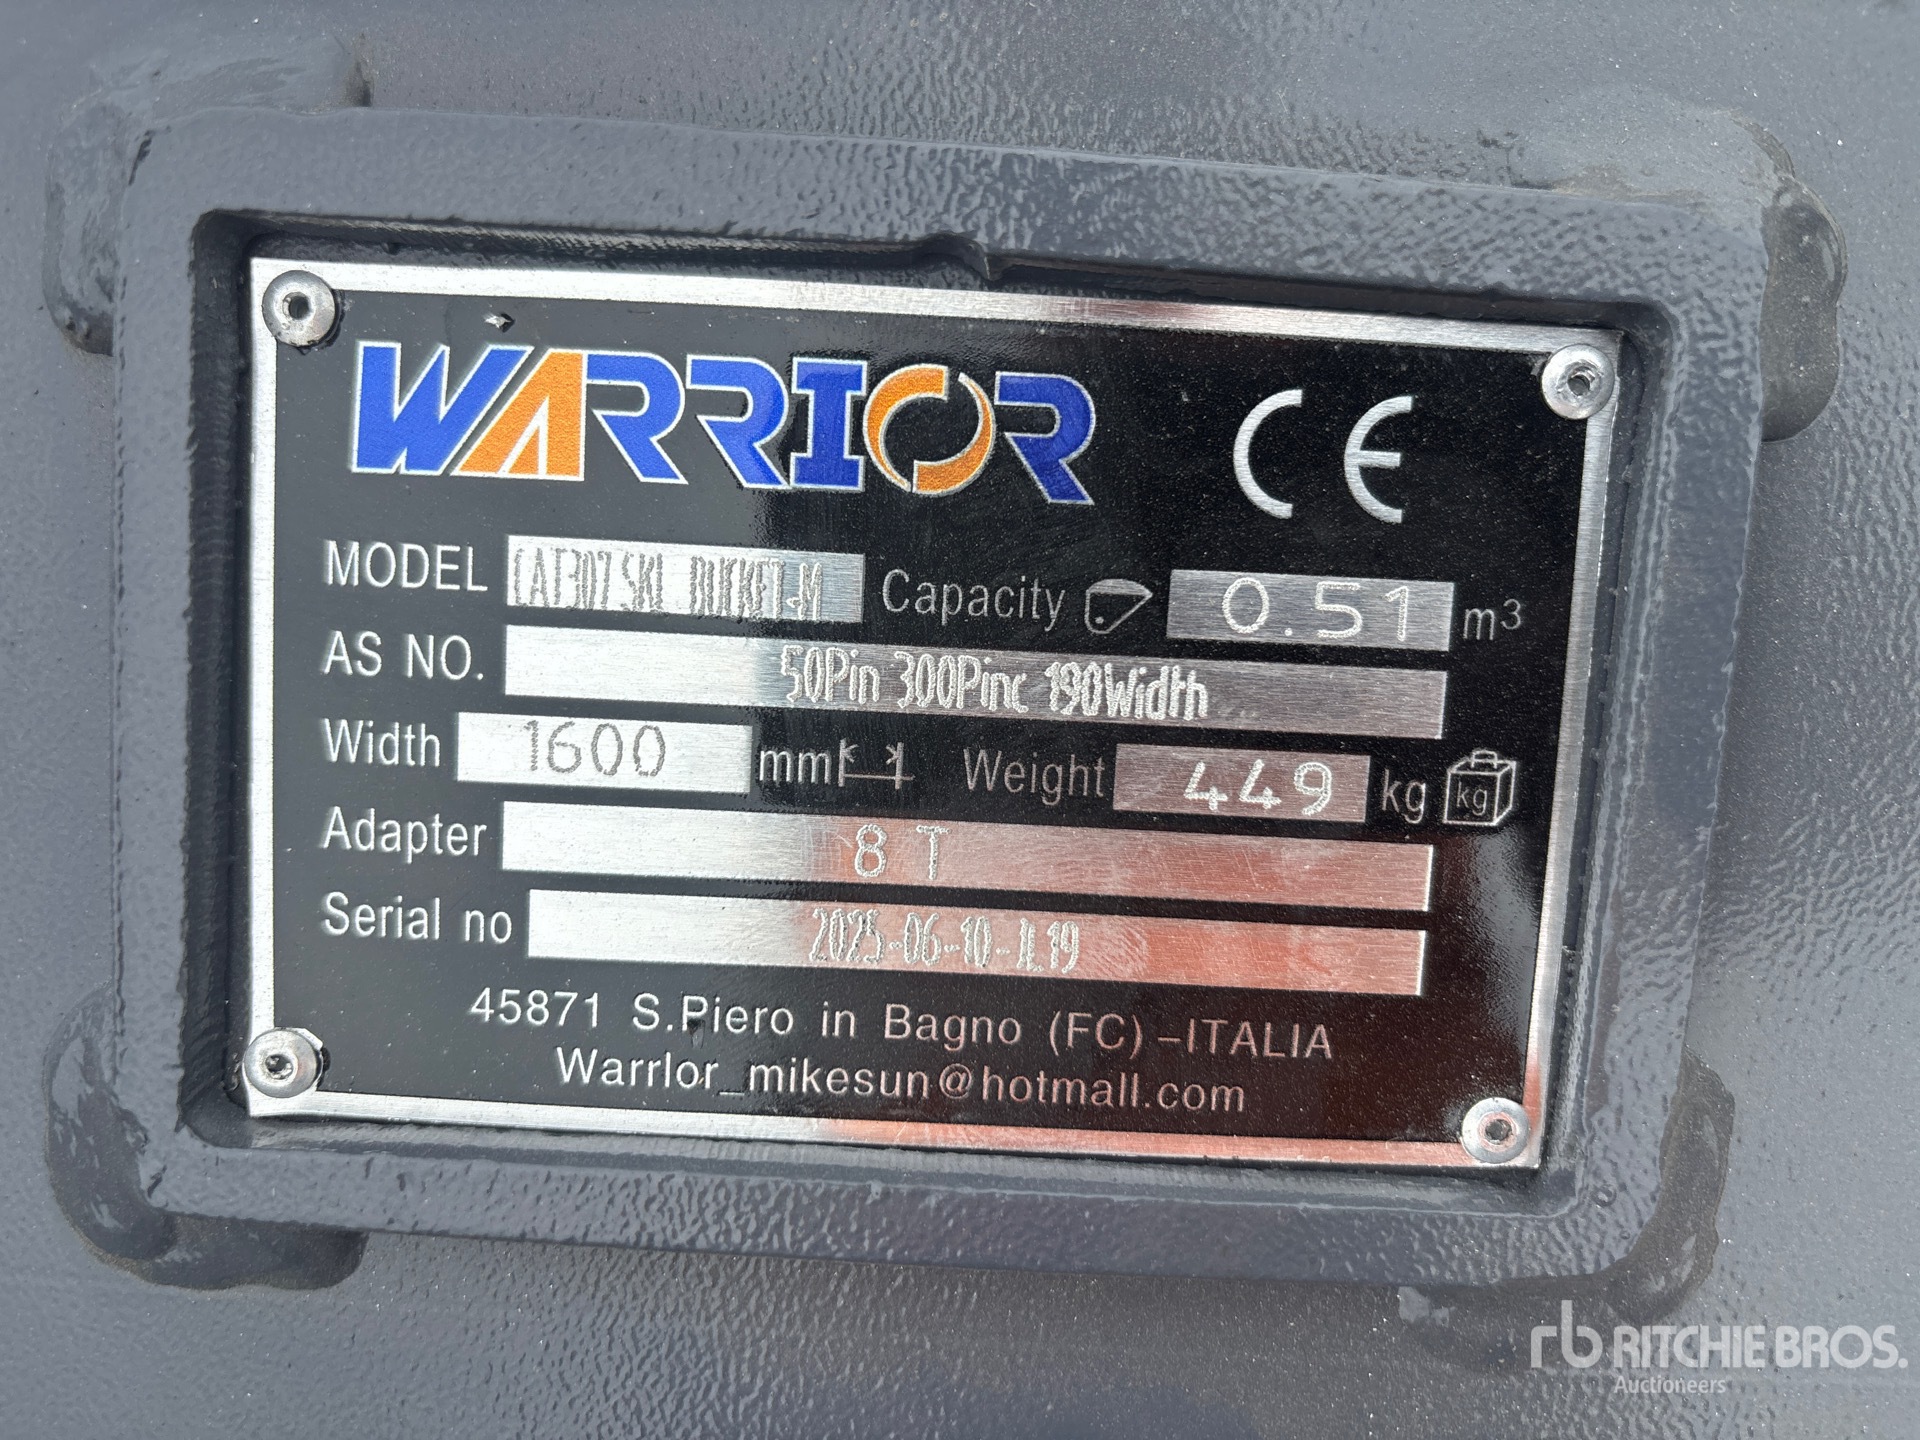 WARRIOR CE
MODEL CAT307 SKL BUCKET-M Capacity 0.51 m³
AS NO. 50Pin 300Pinc 190Width
Width 1600 mm Weight 449 kg kg
Adapter 8 T
Serial no 2025-06-10-JL19
45871 S.Piero in Bagno (FC) –ITALIA
Warrlor_mikesun@hotmall.com
rb RITCHIE BROS.
Auctioneers